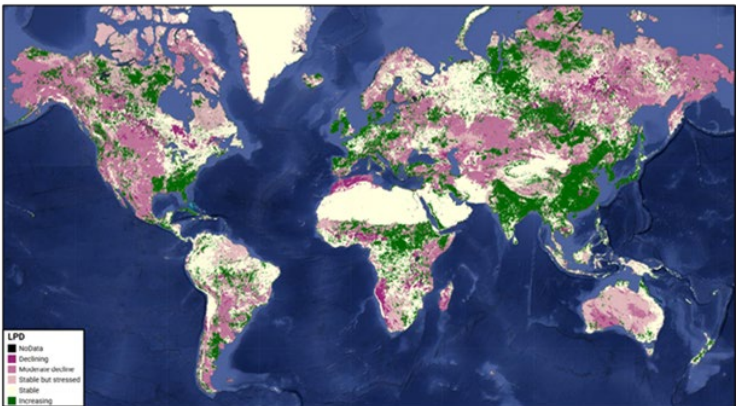 LPD
NoData
Declining
Moderate decline
Stable but stressed
Stable
Increasing